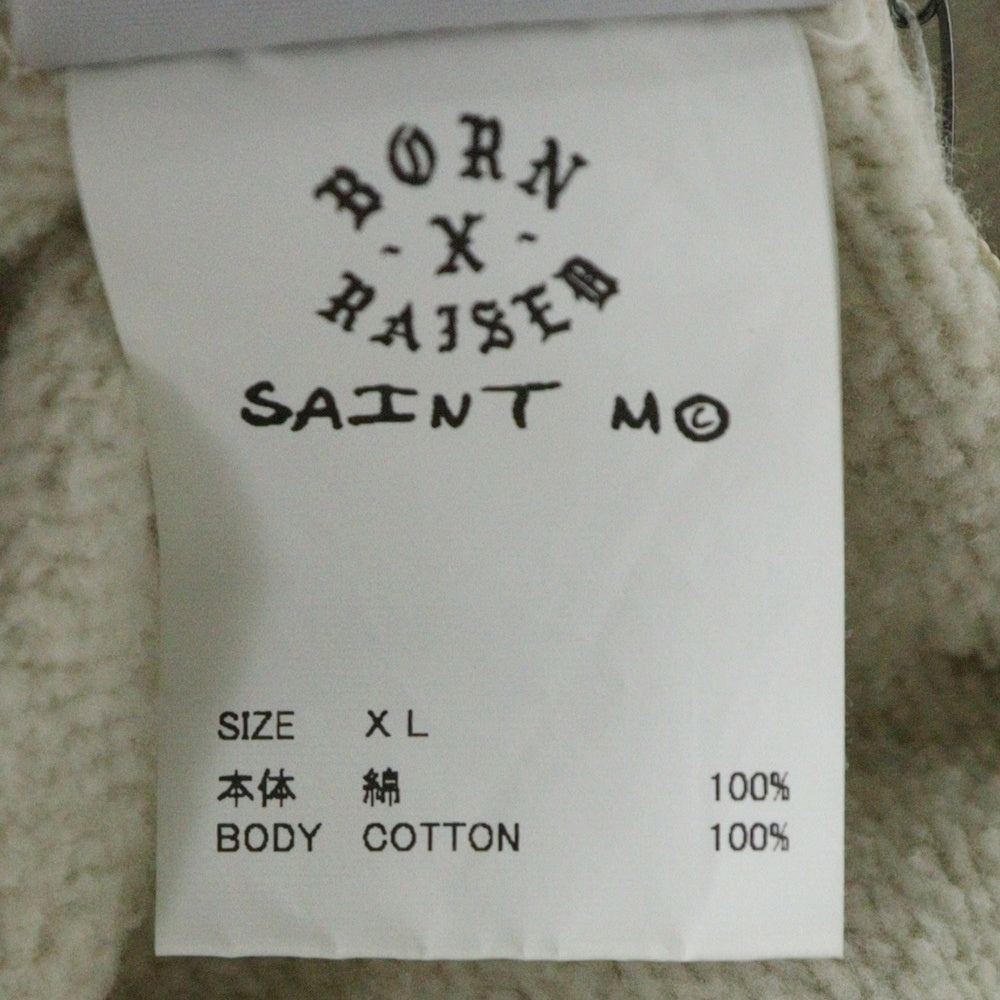 BORN
- X -
RAISED
SAINT M©
SIZE XL
本体 綿 100%
BODY COTTON 100%